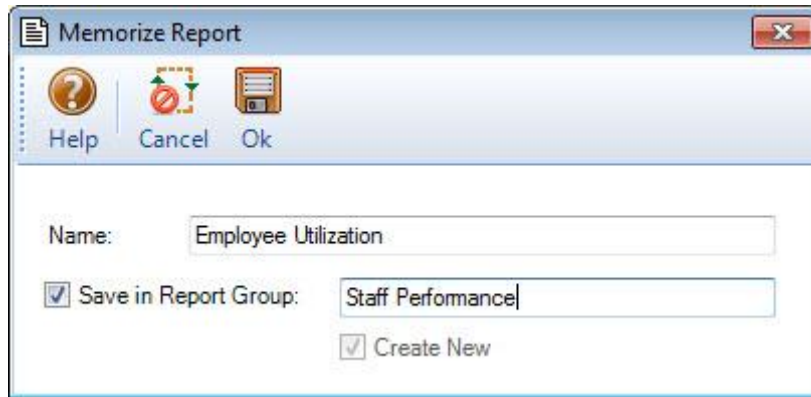 Memorize Report
Help Cancel Ok
Name: Employee Utilization
Save in Report Group: Staff Performance
Create New